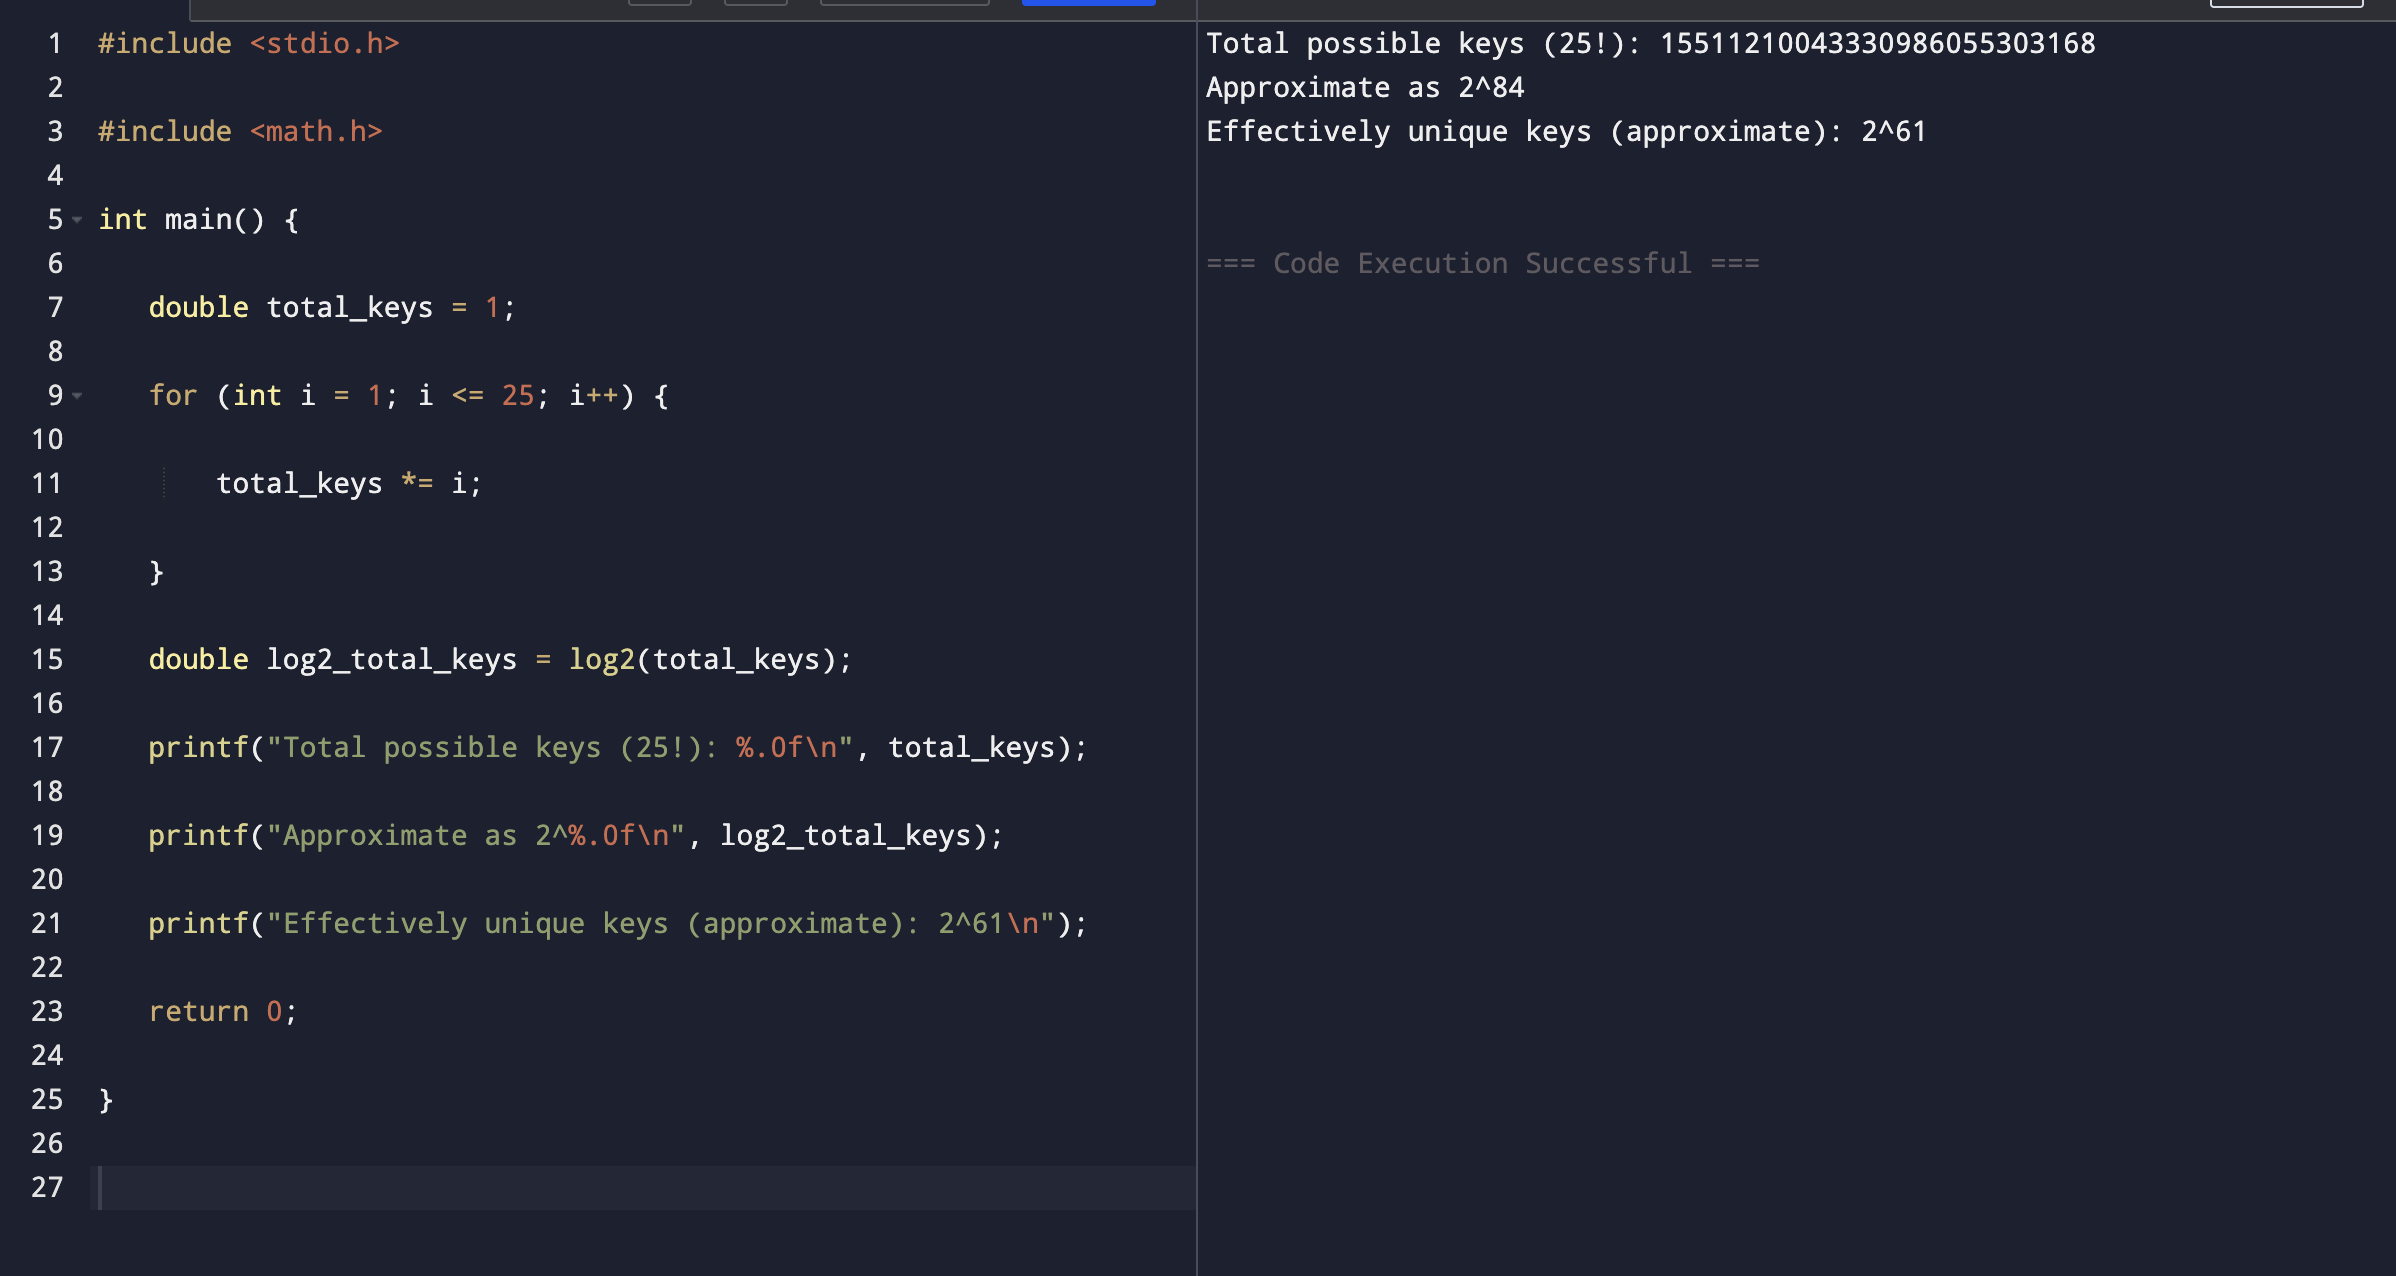 1 #include <stdio.h>
2
3 #include <math.h>
4
5 int main() {
6
7    double total_keys = 1;
8
9    for (int i = 1; i <= 25; i++) {
10
11        total_keys *= i;
12
13    }
14
15    double log2_total_keys = log2(total_keys);
16
17    printf("Total possible keys (25!): %.0f\n", total_keys);
18
19    printf("Approximate as 2^%.0f\n", log2_total_keys);
20
21    printf("Effectively unique keys (approximate): 2^61\n");
22
23    return 0;
24
25 }
26
27
Total possible keys (25!): 15511210043330986055303168
Approximate as 2^84
Effectively unique keys (approximate): 2^61
=== Code Execution Successful ===